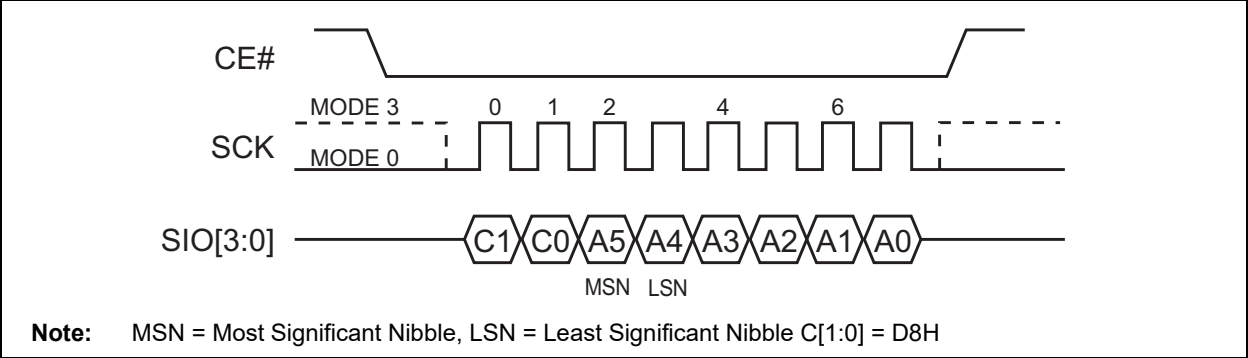 CE#
MODE 3 0 1 2 4 6
SCK
MODE 0
SIO[3:0] C1 C0 A5 A4 A3 A2 A1 A0
MSN LSN
Note: MSN = Most Significant Nibble, LSN = Least Significant Nibble C[1:0] = D8H